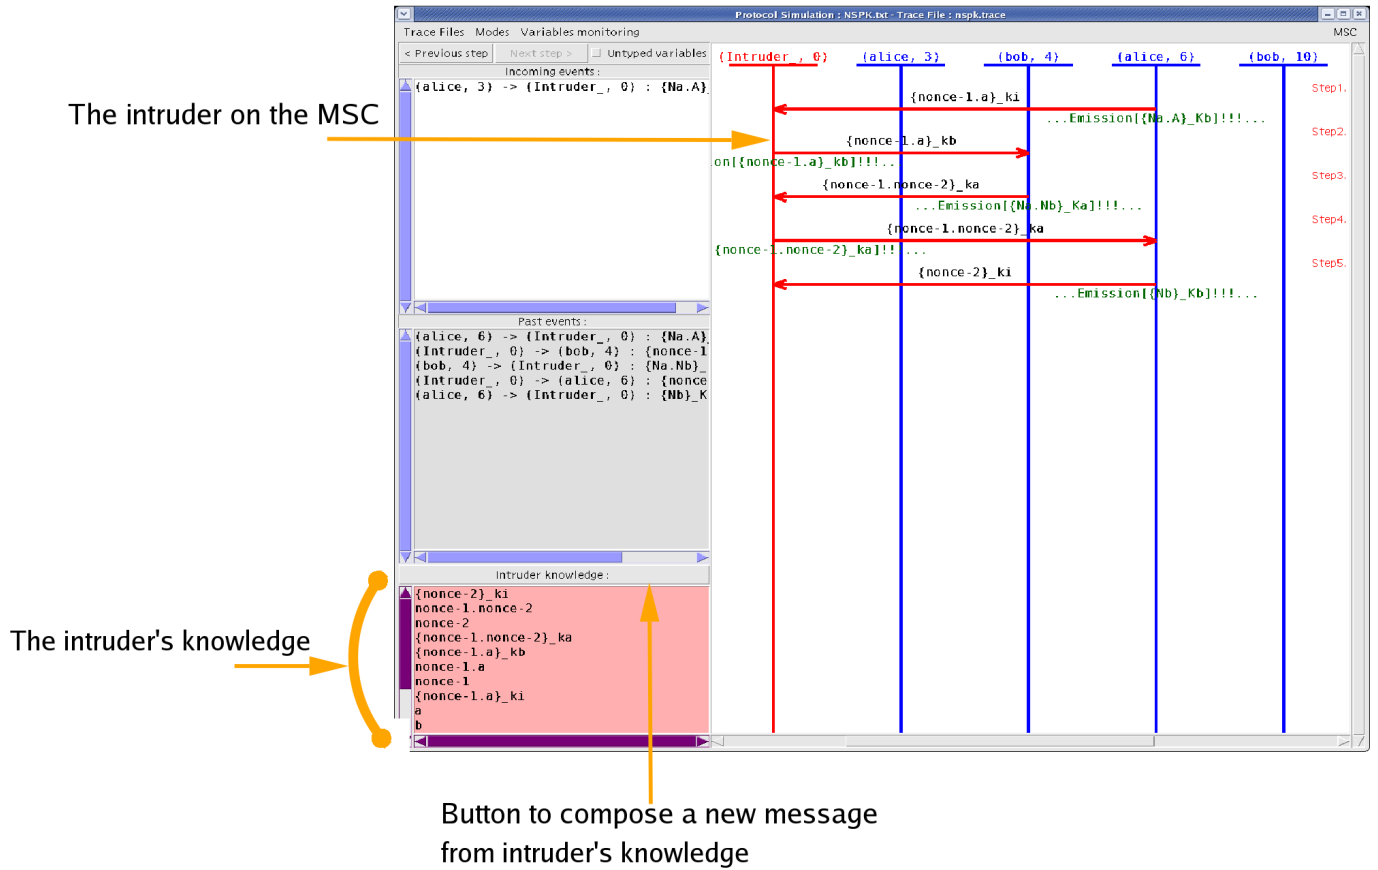 Protocol Simulation : NSPK.txt - Trace File : nspk.trace
Trace Files Modes Variables monitoring MSC
< Previous step Next step > Untyped variables
Incoming events :
(alice, 3) -> (Intruder_, 0) : {Na.A}_
(Intruder_, 0) (alice, 3) (bob, 4) (alice, 6) (bob, 10)
Step1.
{nonce-1.a}_ki
...Emission[{Na.A}_Kb]!!!...
The intruder on the MSC
Step2.
{nonce-1.a}_kb
on[{nonce-1.a}_kb]!!!...
Step3.
{nonce-1.nonce-2}_ka
...Emission[{Na.Nb}_Ka]!!!...
Step4.
{nonce-1.nonce-2}_ka
{nonce-1.nonce-2}_ka]!!!...
Step5.
{nonce-2}_ki
...Emission[{Nb}_Kb]!!!...
Past events :
(alice, 6) -> (Intruder_, 0) : {Na.A}_
(Intruder_, 0) -> (bob, 4) : {nonce-1
(bob, 4) -> (Intruder_, 0) : {Na.Nb}_
(Intruder_, 0) -> (alice, 6) : {nonce
(alice, 6) -> (Intruder_, 0) : {Nb}_K
Intruder knowledge :
{nonce-2}_ki
nonce-1.nonce-2
nonce-2
{nonce-1.nonce-2}_ka
{nonce-1.a}_kb
nonce-1.a
nonce-1
{nonce-1.a}_ki
a
b
The intruder's knowledge
Button to compose a new message
from intruder's knowledge